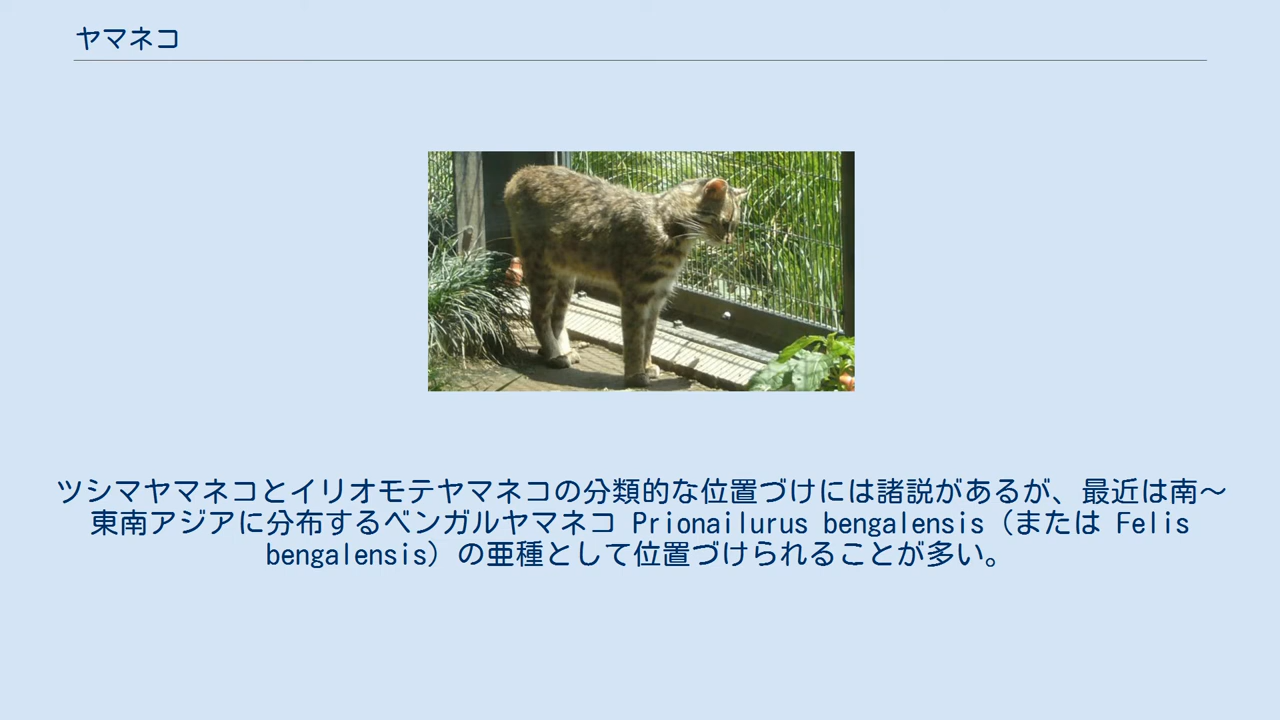 ヤマネコ
ツシマヤマネコとイリオモテヤマネコの分類的な位置づけには諸説があるが、最近は南〜
東南アジアに分布するベンガルヤマネコ Prionailurus bengalensis（または Felis
bengalensis）の亜種として位置づけられることが多い。